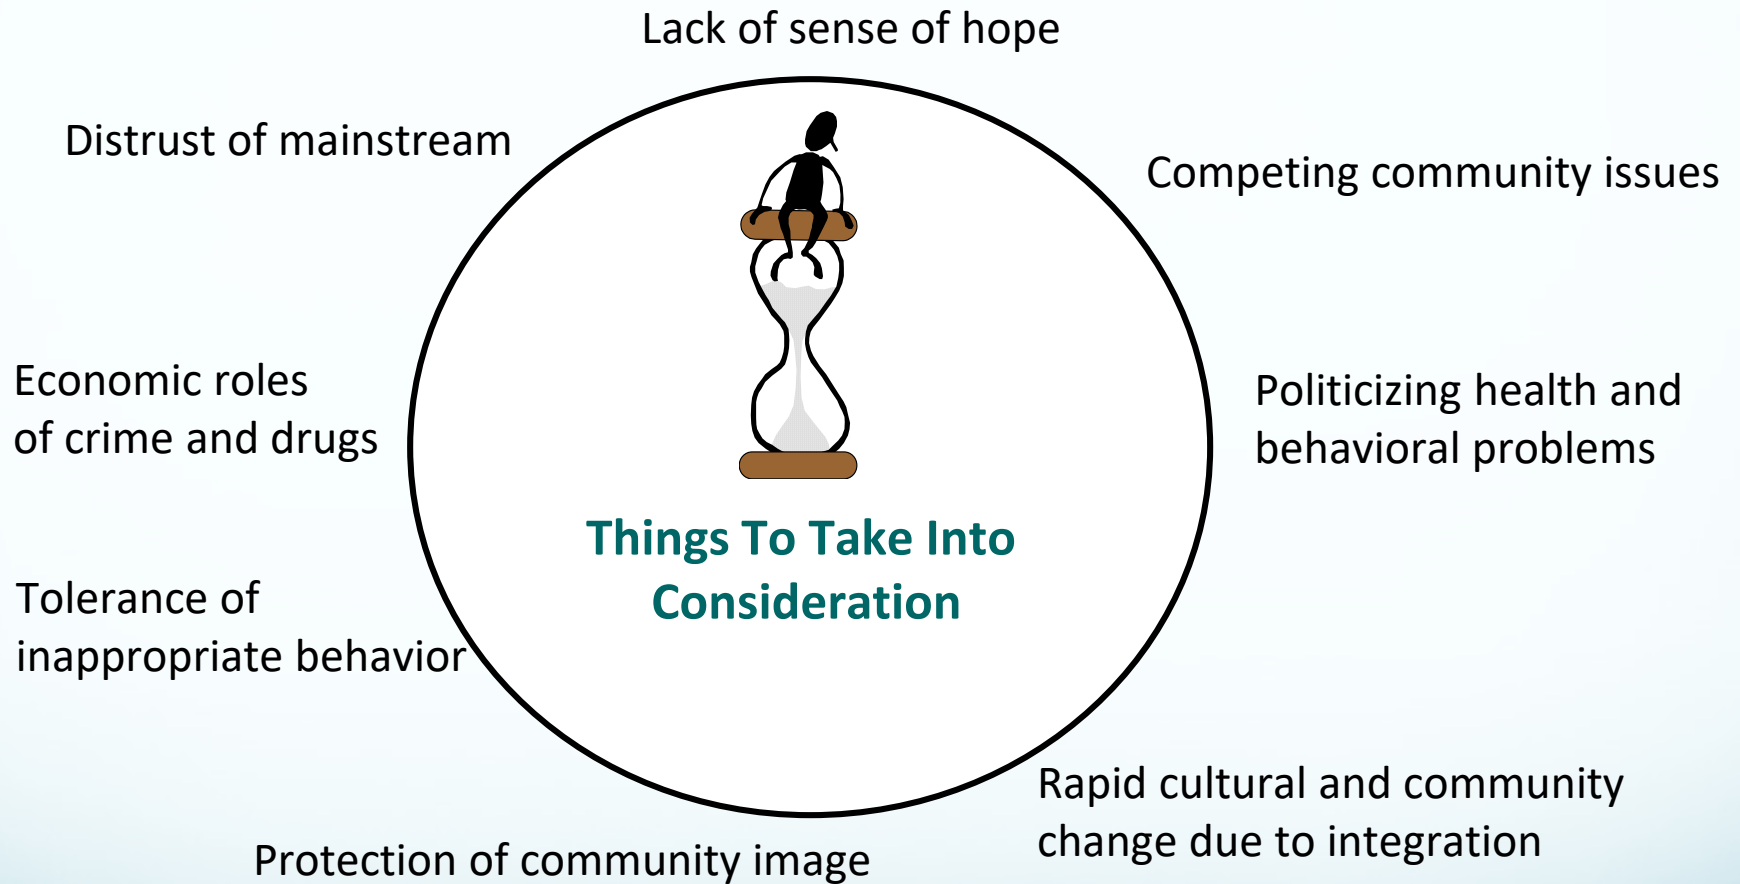 Lack of sense of hope
Distrust of mainstream
Competing community issues
Economic roles
of crime and drugs
Politicizing health and
behavioral problems
Things To Take Into
Consideration
Tolerance of
inappropriate behavior
Rapid cultural and community
change due to integration
Protection of community image